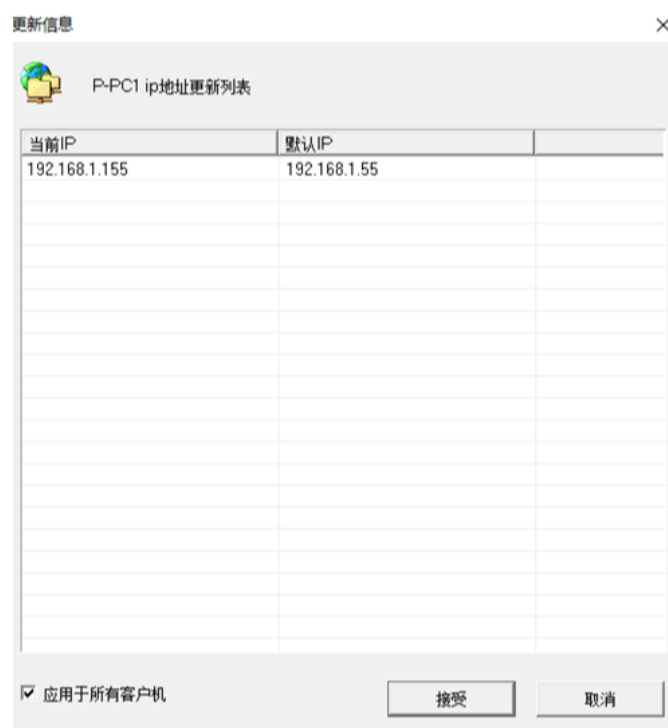 更新信息
P-PC1 ip地址更新列表
当前IP 默认IP
192.168.1.155 192.168.1.55
应用于所有客户机
接受 取消